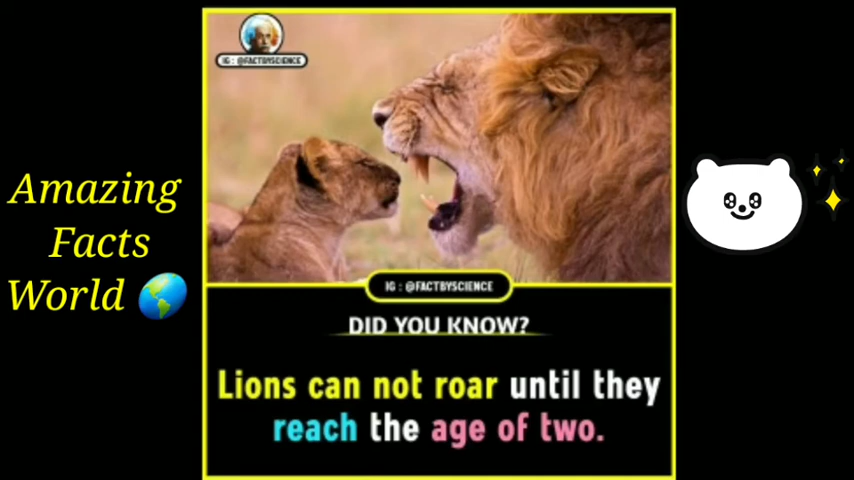 Amazing
Facts
World 🌎
IG : @FACTBYSCIENCE
IG : @FACTBYSCIENCE
DID YOU KNOW?
Lions can not roar until they
reach the age of two.